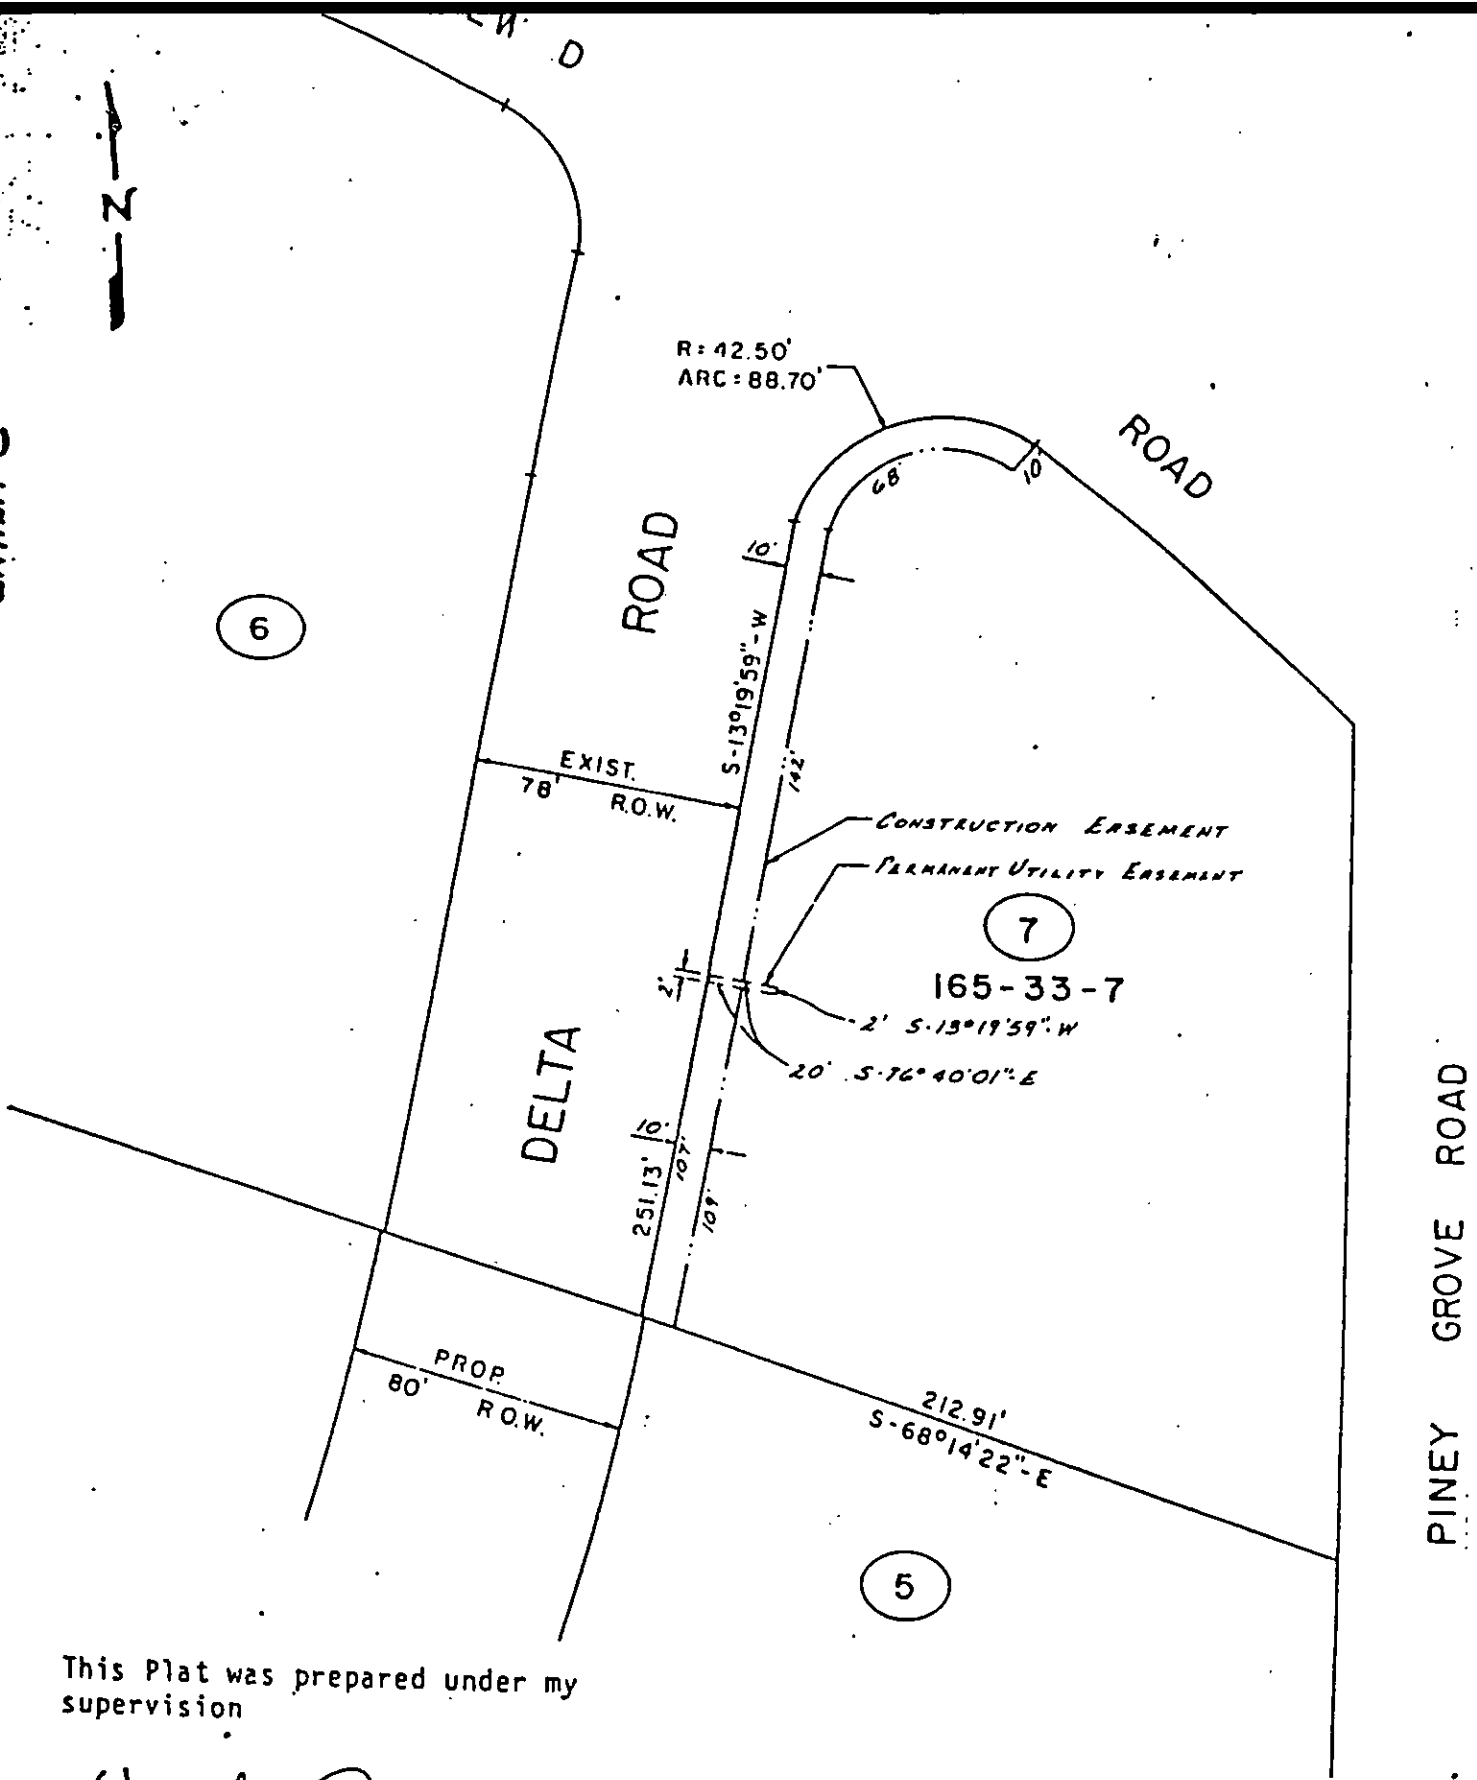 D
N
R: 42.50'
ARC: 88.70'
ROAD
68'
10'
10'
ROAD
6
S-13°19'59"-W
EXIST.
78'
R.O.W.
142'
CONSTRUCTION EASEMENT
PERMANENT UTILITY EASEMENT
7
165-33-7
2'
2' S-13°19'59"-W
20' S-76°40'01"-E
DELTA
10'
107'
251.13'
109'
PINEY GROVE ROAD
PROP.
80'
R.O.W.
212.91'
S-68°14'22"-E
5
This Plat was prepared under my
supervision